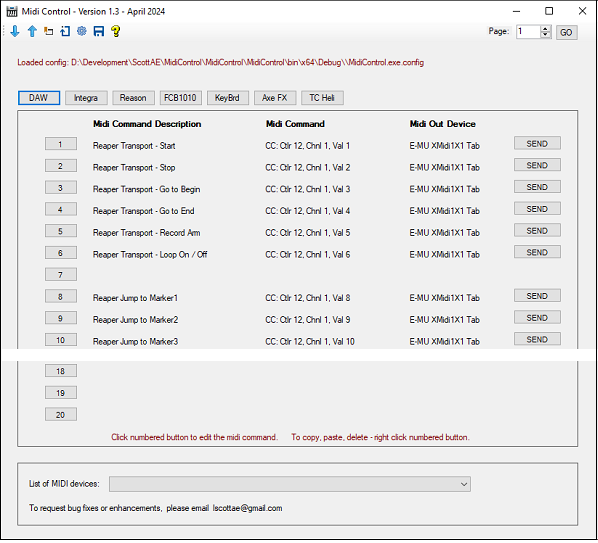 Midi Control - Version 1.3 - April 2024
Page: 1 GO
Loaded config: D:\Development\ScottAE\MidiControl\MidiControl\MidiControl\bin\x64\Debug\\MidiControl.exe.config
DAW Integra Reason FCB1010 KeyBrd Axe FX TC Heli
Midi Command Description Midi Command Midi Out Device
1 Reaper Transport - Start CC: Ctlr 12, Chnl 1, Val 1 E-MU XMidi1X1 Tab SEND
2 Reaper Transport - Stop CC: Ctlr 12, Chnl 1, Val 2 E-MU XMidi1X1 Tab SEND
3 Reaper Transport - Go to Begin CC: Ctlr 12, Chnl 1, Val 3 E-MU XMidi1X1 Tab SEND
4 Reaper Transport - Go to End CC: Ctlr 12, Chnl 1, Val 4 E-MU XMidi1X1 Tab SEND
5 Reaper Transport - Record Arm CC: Ctlr 12, Chnl 1, Val 5 E-MU XMidi1X1 Tab SEND
6 Reaper Transport - Loop On / Off CC: Ctlr 12, Chnl 1, Val 6 E-MU XMidi1X1 Tab SEND
7
8 Reaper Jump to Marker1 CC: Ctlr 12, Chnl 1, Val 8 E-MU XMidi1X1 Tab SEND
9 Reaper Jump to Marker2 CC: Ctlr 12, Chnl 1, Val 9 E-MU XMidi1X1 Tab SEND
10 Reaper Jump to Marker3 CC: Ctlr 12, Chnl 1, Val 10 E-MU XMidi1X1 Tab SEND
18
19
20
Click numbered button to edit the midi command. To copy, paste, delete - right click numbered button.
List of MIDI devices:
To request bug fixes or enhancements, please email lscottae@gmail.com